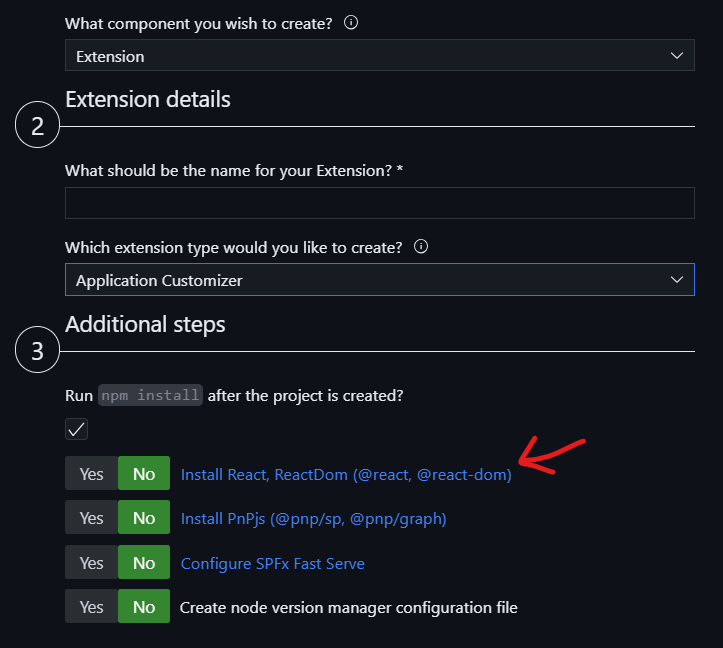 What component you wish to create?
Extension
2
Extension details
What should be the name for your Extension? *
Which extension type would you like to create?
Application Customizer
3
Additional steps
Run npm install after the project is created?
Yes No Install React, ReactDom (@react, @react-dom)
Yes No Install PnPjs (@pnp/sp, @pnp/graph)
Yes No Configure SPFx Fast Serve
Yes No Create node version manager configuration file